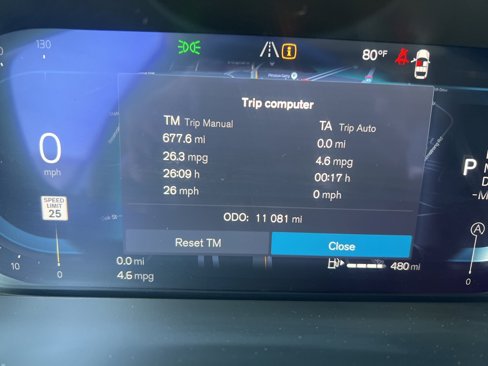 130
80°F
Trip computer
TM Trip Manual
677.6 mi
26.3 mpg
26:09 h
26 mph
TA Trip Auto
0.0 mi
4.6 mpg
00:17 h
0 mph
ODO: 11 081 mi
Reset TM
Close
0
mph
SPEED
LIMIT
25
10
0
0.0 mi
4.6 mpg
480 mi
P
A
0